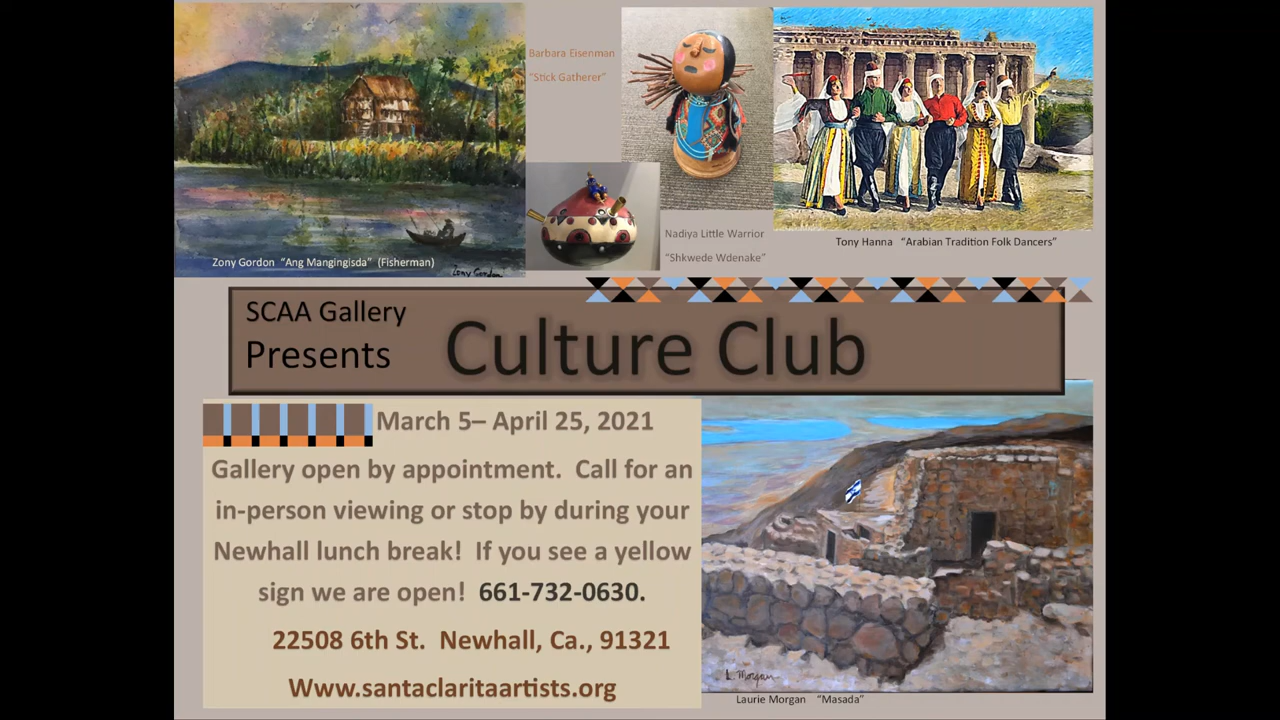 Barbara Eisenman
"Stick Gatherer"
Zony Gordon "Ang Mangingisda" (Fisherman)
Zony Gordon
Nadiya Little Warrior
"Shkwede Wdenake"
Tony Hanna "Arabian Tradition Folk Dancers"
SCAA Gallery
Presents
Culture Club
March 5– April 25, 2021
Gallery open by appointment. Call for an
in-person viewing or stop by during your
Newhall lunch break! If you see a yellow
sign we are open! 661-732-0630.
22508 6th St. Newhall, Ca., 91321
Www.santaclaritaartists.org
L. Morgan
Laurie Morgan "Masada"